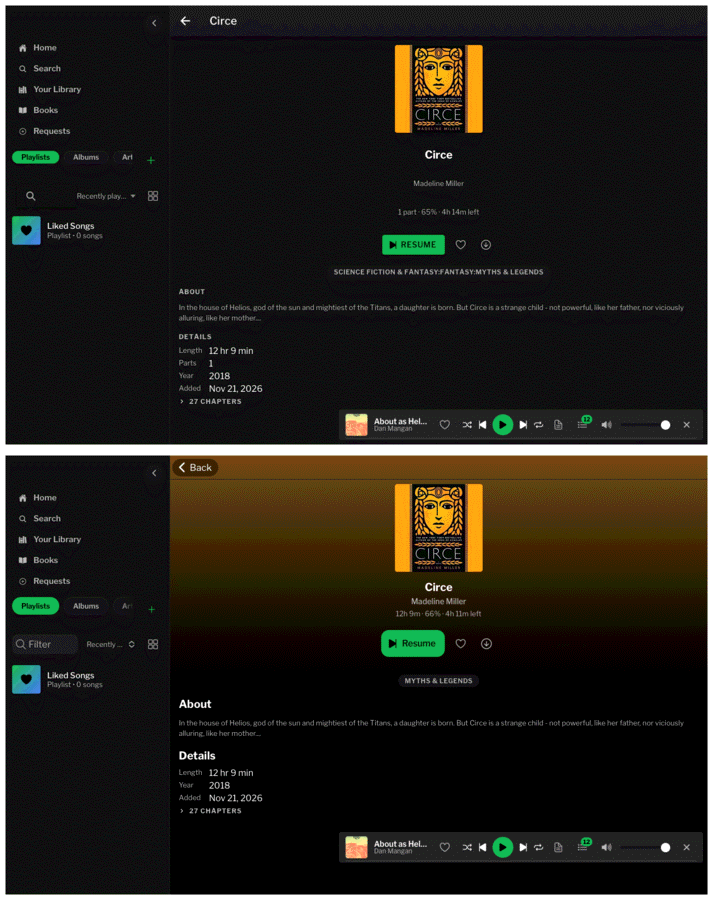 Circe
Home
Search
Your Library
Books
Requests
Playlists Albums Art
Recently play...
Liked Songs
Playlist • 0 songs
CIRCE
MADELINE MILLER
Circe
Madeline Miller
1 part · 65% · 4h 14m left
RESUME
SCIENCE FICTION & FANTASY:FANTASY:MYTHS & LEGENDS
ABOUT
In the house of Helios, god of the sun and mightiest of the Titans, a daughter is born. But Circe is a strange child - not powerful, like her father, nor viciously
alluring, like her mother...
DETAILS
Length 12 hr 9 min
Parts 1
Year 2018
Added Nov 21, 2026
27 CHAPTERS
About as Hel...
Dan Mangan
12
Back
Home
Search
Your Library
Books
Requests
Playlists Albums Art
Filter Recently ...
Liked Songs
Playlist • 0 songs
CIRCE
MADELINE MILLER
Circe
Madeline Miller
12h 9m · 66% · 4h 11m left
Resume
MYTHS & LEGENDS
About
In the house of Helios, god of the sun and mightiest of the Titans, a daughter is born. But Circe is a strange child - not powerful, like her father, nor viciously
alluring, like her mother...
Details
Length 12 hr 9 min
Year 2018
Added Nov 21, 2026
27 CHAPTERS
About as Hel...
Dan Mangan
12